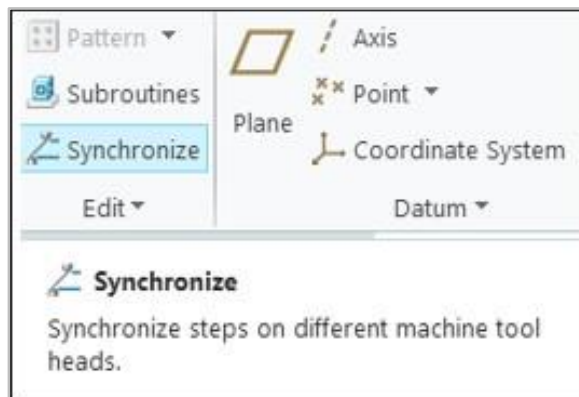 Pattern
Subroutines
Synchronize
Edit
Plane
Axis
Point
Coordinate System
Datum
Synchronize
Synchronize steps on different machine tool
heads.